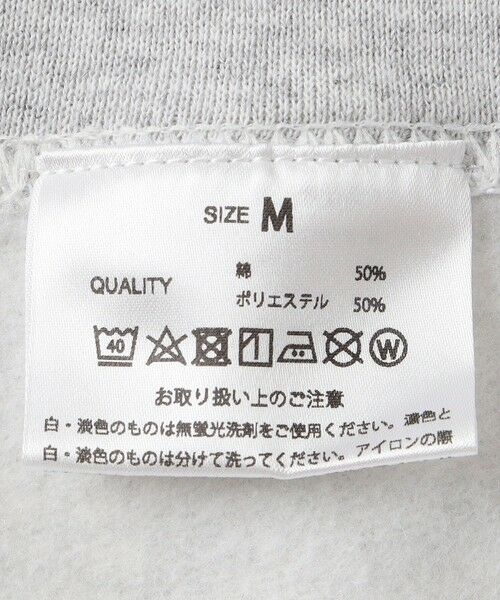 SIZE M
QUALITY 綿 50%
ポリエステル 50%
40 W
お取り扱い上のご注意
白・淡色のものは無蛍光洗剤をご使用ください。濃色と
白・淡色のものは分けて洗ってください。アイロンの際